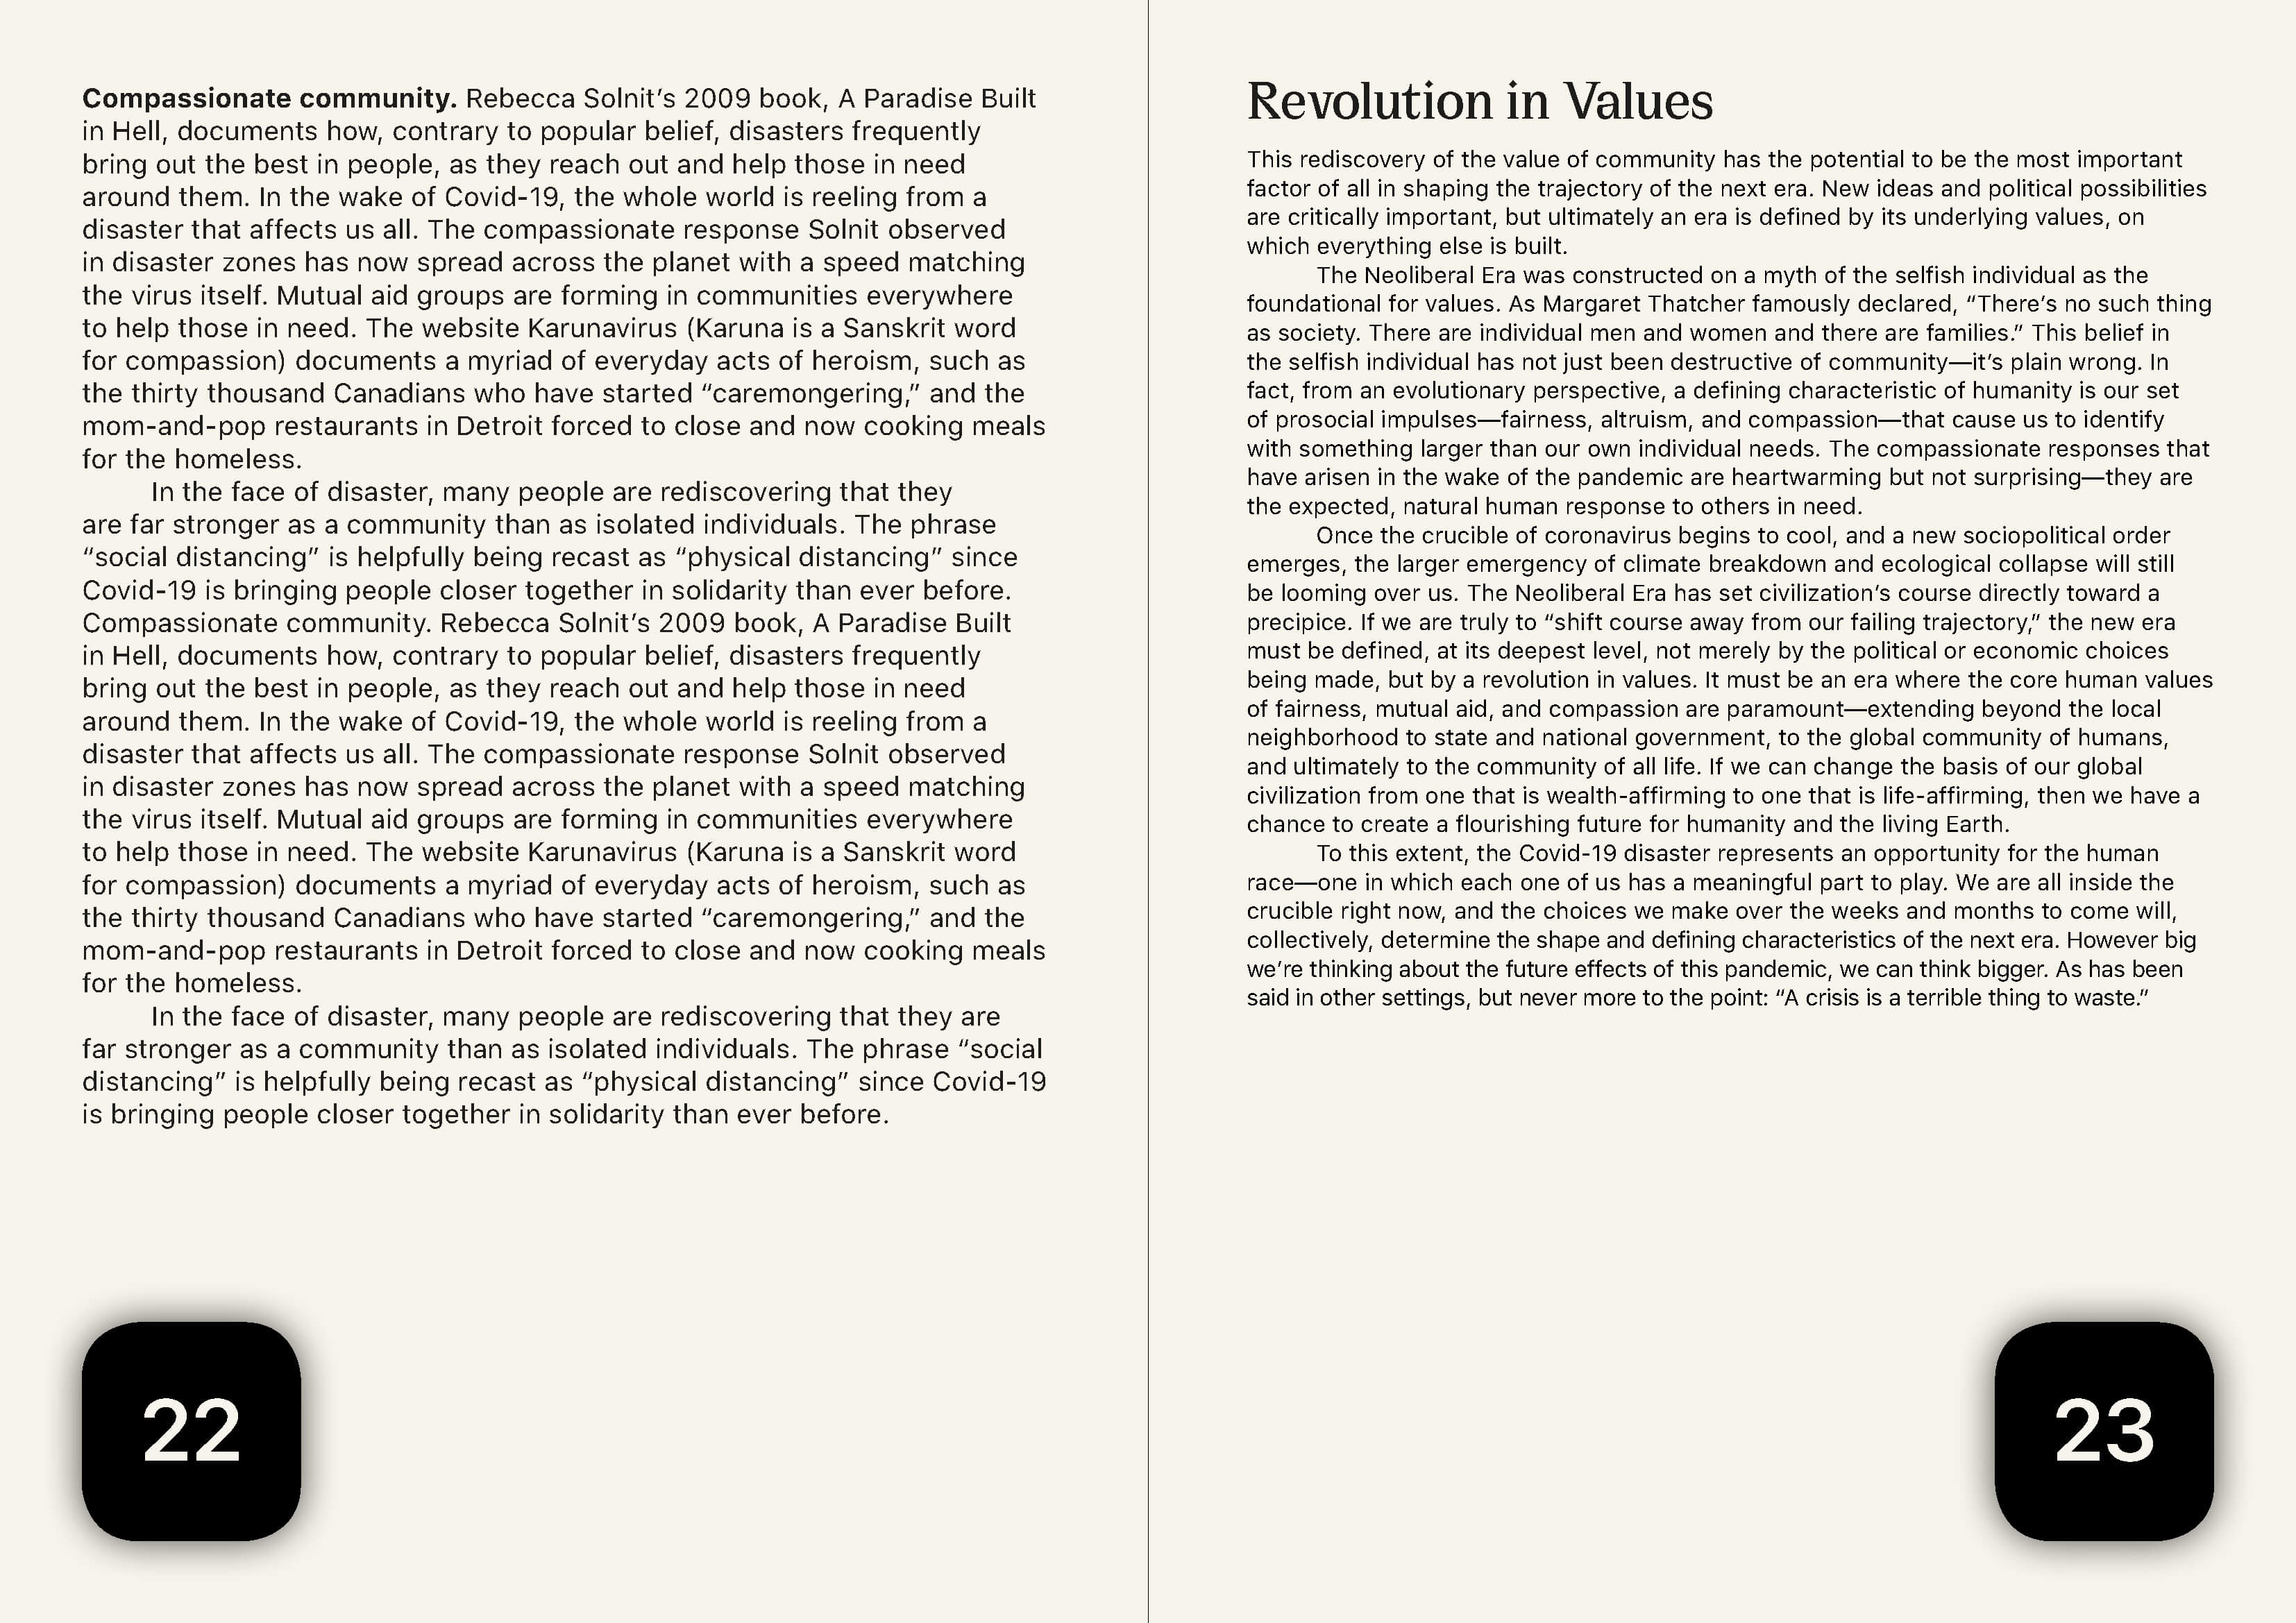 Compassionate community. Rebecca Solnit’s 2009 book, A Paradise Built
in Hell, documents how, contrary to popular belief, disasters frequently
bring out the best in people, as they reach out and help those in need
around them. In the wake of Covid-19, the whole world is reeling from a
disaster that affects us all. The compassionate response Solnit observed
in disaster zones has now spread across the planet with a speed matching
the virus itself. Mutual aid groups are forming in communities everywhere
to help those in need. The website Karunavirus (Karuna is a Sanskrit word
for compassion) documents a myriad of everyday acts of heroism, such as
the thirty thousand Canadians who have started “caremongering,” and the
mom-and-pop restaurants in Detroit forced to close and now cooking meals
for the homeless.
In the face of disaster, many people are rediscovering that they
are far stronger as a community than as isolated individuals. The phrase
“social distancing” is helpfully being recast as “physical distancing” since
Covid-19 is bringing people closer together in solidarity than ever before.
Compassionate community. Rebecca Solnit’s 2009 book, A Paradise Built
in Hell, documents how, contrary to popular belief, disasters frequently
bring out the best in people, as they reach out and help those in need
around them. In the wake of Covid-19, the whole world is reeling from a
disaster that affects us all. The compassionate response Solnit observed
in disaster zones has now spread across the planet with a speed matching
the virus itself. Mutual aid groups are forming in communities everywhere
to help those in need. The website Karunavirus (Karuna is a Sanskrit word
for compassion) documents a myriad of everyday acts of heroism, such as
the thirty thousand Canadians who have started “caremongering,” and the
mom-and-pop restaurants in Detroit forced to close and now cooking meals
for the homeless.
In the face of disaster, many people are rediscovering that they are
far stronger as a community than as isolated individuals. The phrase “social
distancing” is helpfully being recast as “physical distancing” since Covid-19
is bringing people closer together in solidarity than ever before.
22
Revolution in Values
This rediscovery of the value of community has the potential to be the most important
factor of all in shaping the trajectory of the next era. New ideas and political possibilities
are critically important, but ultimately an era is defined by its underlying values, on
which everything else is built.
The Neoliberal Era was constructed on a myth of the selfish individual as the
foundational for values. As Margaret Thatcher famously declared, “There’s no such thing
as society. There are individual men and women and there are families.” This belief in
the selfish individual has not just been destructive of community—it’s plain wrong. In
fact, from an evolutionary perspective, a defining characteristic of humanity is our set
of prosocial impulses—fairness, altruism, and compassion—that cause us to identify
with something larger than our own individual needs. The compassionate responses that
have arisen in the wake of the pandemic are heartwarming but not surprising—they are
the expected, natural human response to others in need.
Once the crucible of coronavirus begins to cool, and a new sociopolitical order
emerges, the larger emergency of climate breakdown and ecological collapse will still
be looming over us. The Neoliberal Era has set civilization’s course directly toward a
precipice. If we are truly to “shift course away from our failing trajectory,” the new era
must be defined, at its deepest level, not merely by the political or economic choices
being made, but by a revolution in values. It must be an era where the core human values
of fairness, mutual aid, and compassion are paramount—extending beyond the local
neighborhood to state and national government, to the global community of humans,
and ultimately to the community of all life. If we can change the basis of our global
civilization from one that is wealth-affirming to one that is life-affirming, then we have a
chance to create a flourishing future for humanity and the living Earth.
To this extent, the Covid-19 disaster represents an opportunity for the human
race—one in which each one of us has a meaningful part to play. We are all inside the
crucible right now, and the choices we make over the weeks and months to come will,
collectively, determine the shape and defining characteristics of the next era. However big
we’re thinking about the future effects of this pandemic, we can think bigger. As has been
said in other settings, but never more to the point: “A crisis is a terrible thing to waste.”
23